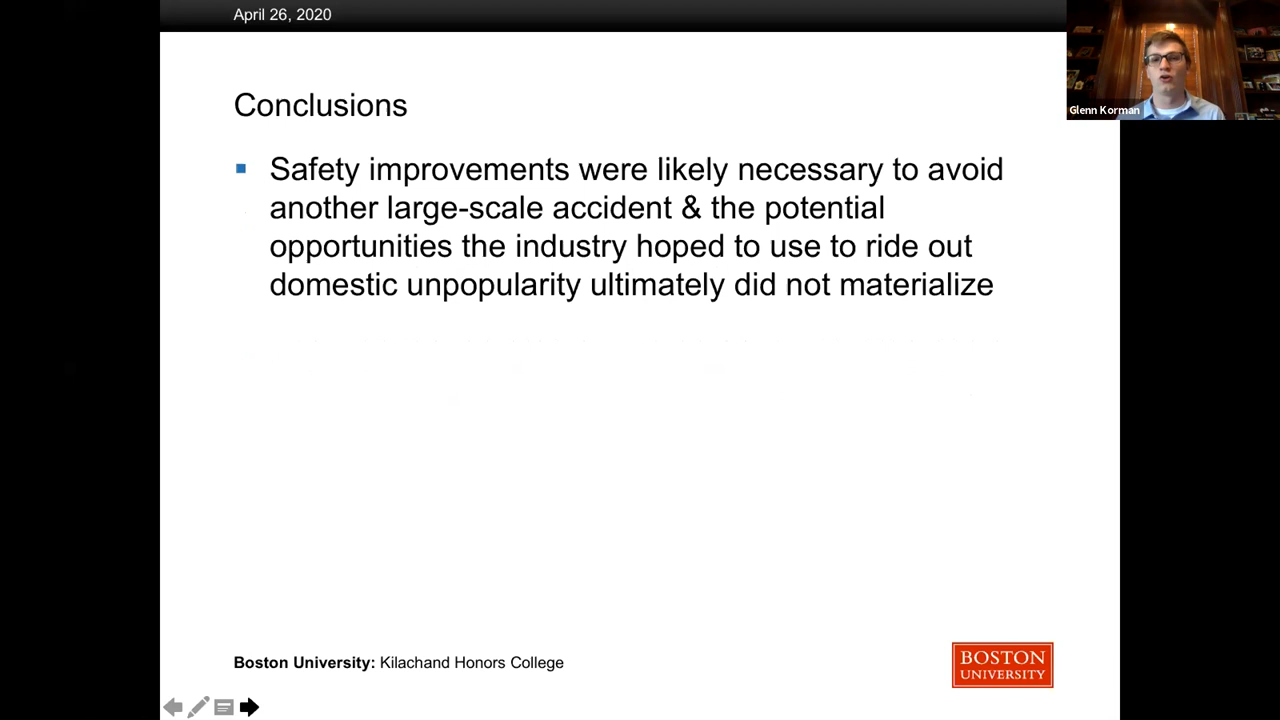 April 26, 2020
Glenn Korman
Conclusions
Safety improvements were likely necessary to avoid
another large-scale accident & the potential
opportunities the industry hoped to use to ride out
domestic unpopularity ultimately did not materialize
Boston University: Kilachand Honors College
BOSTON
UNIVERSITY